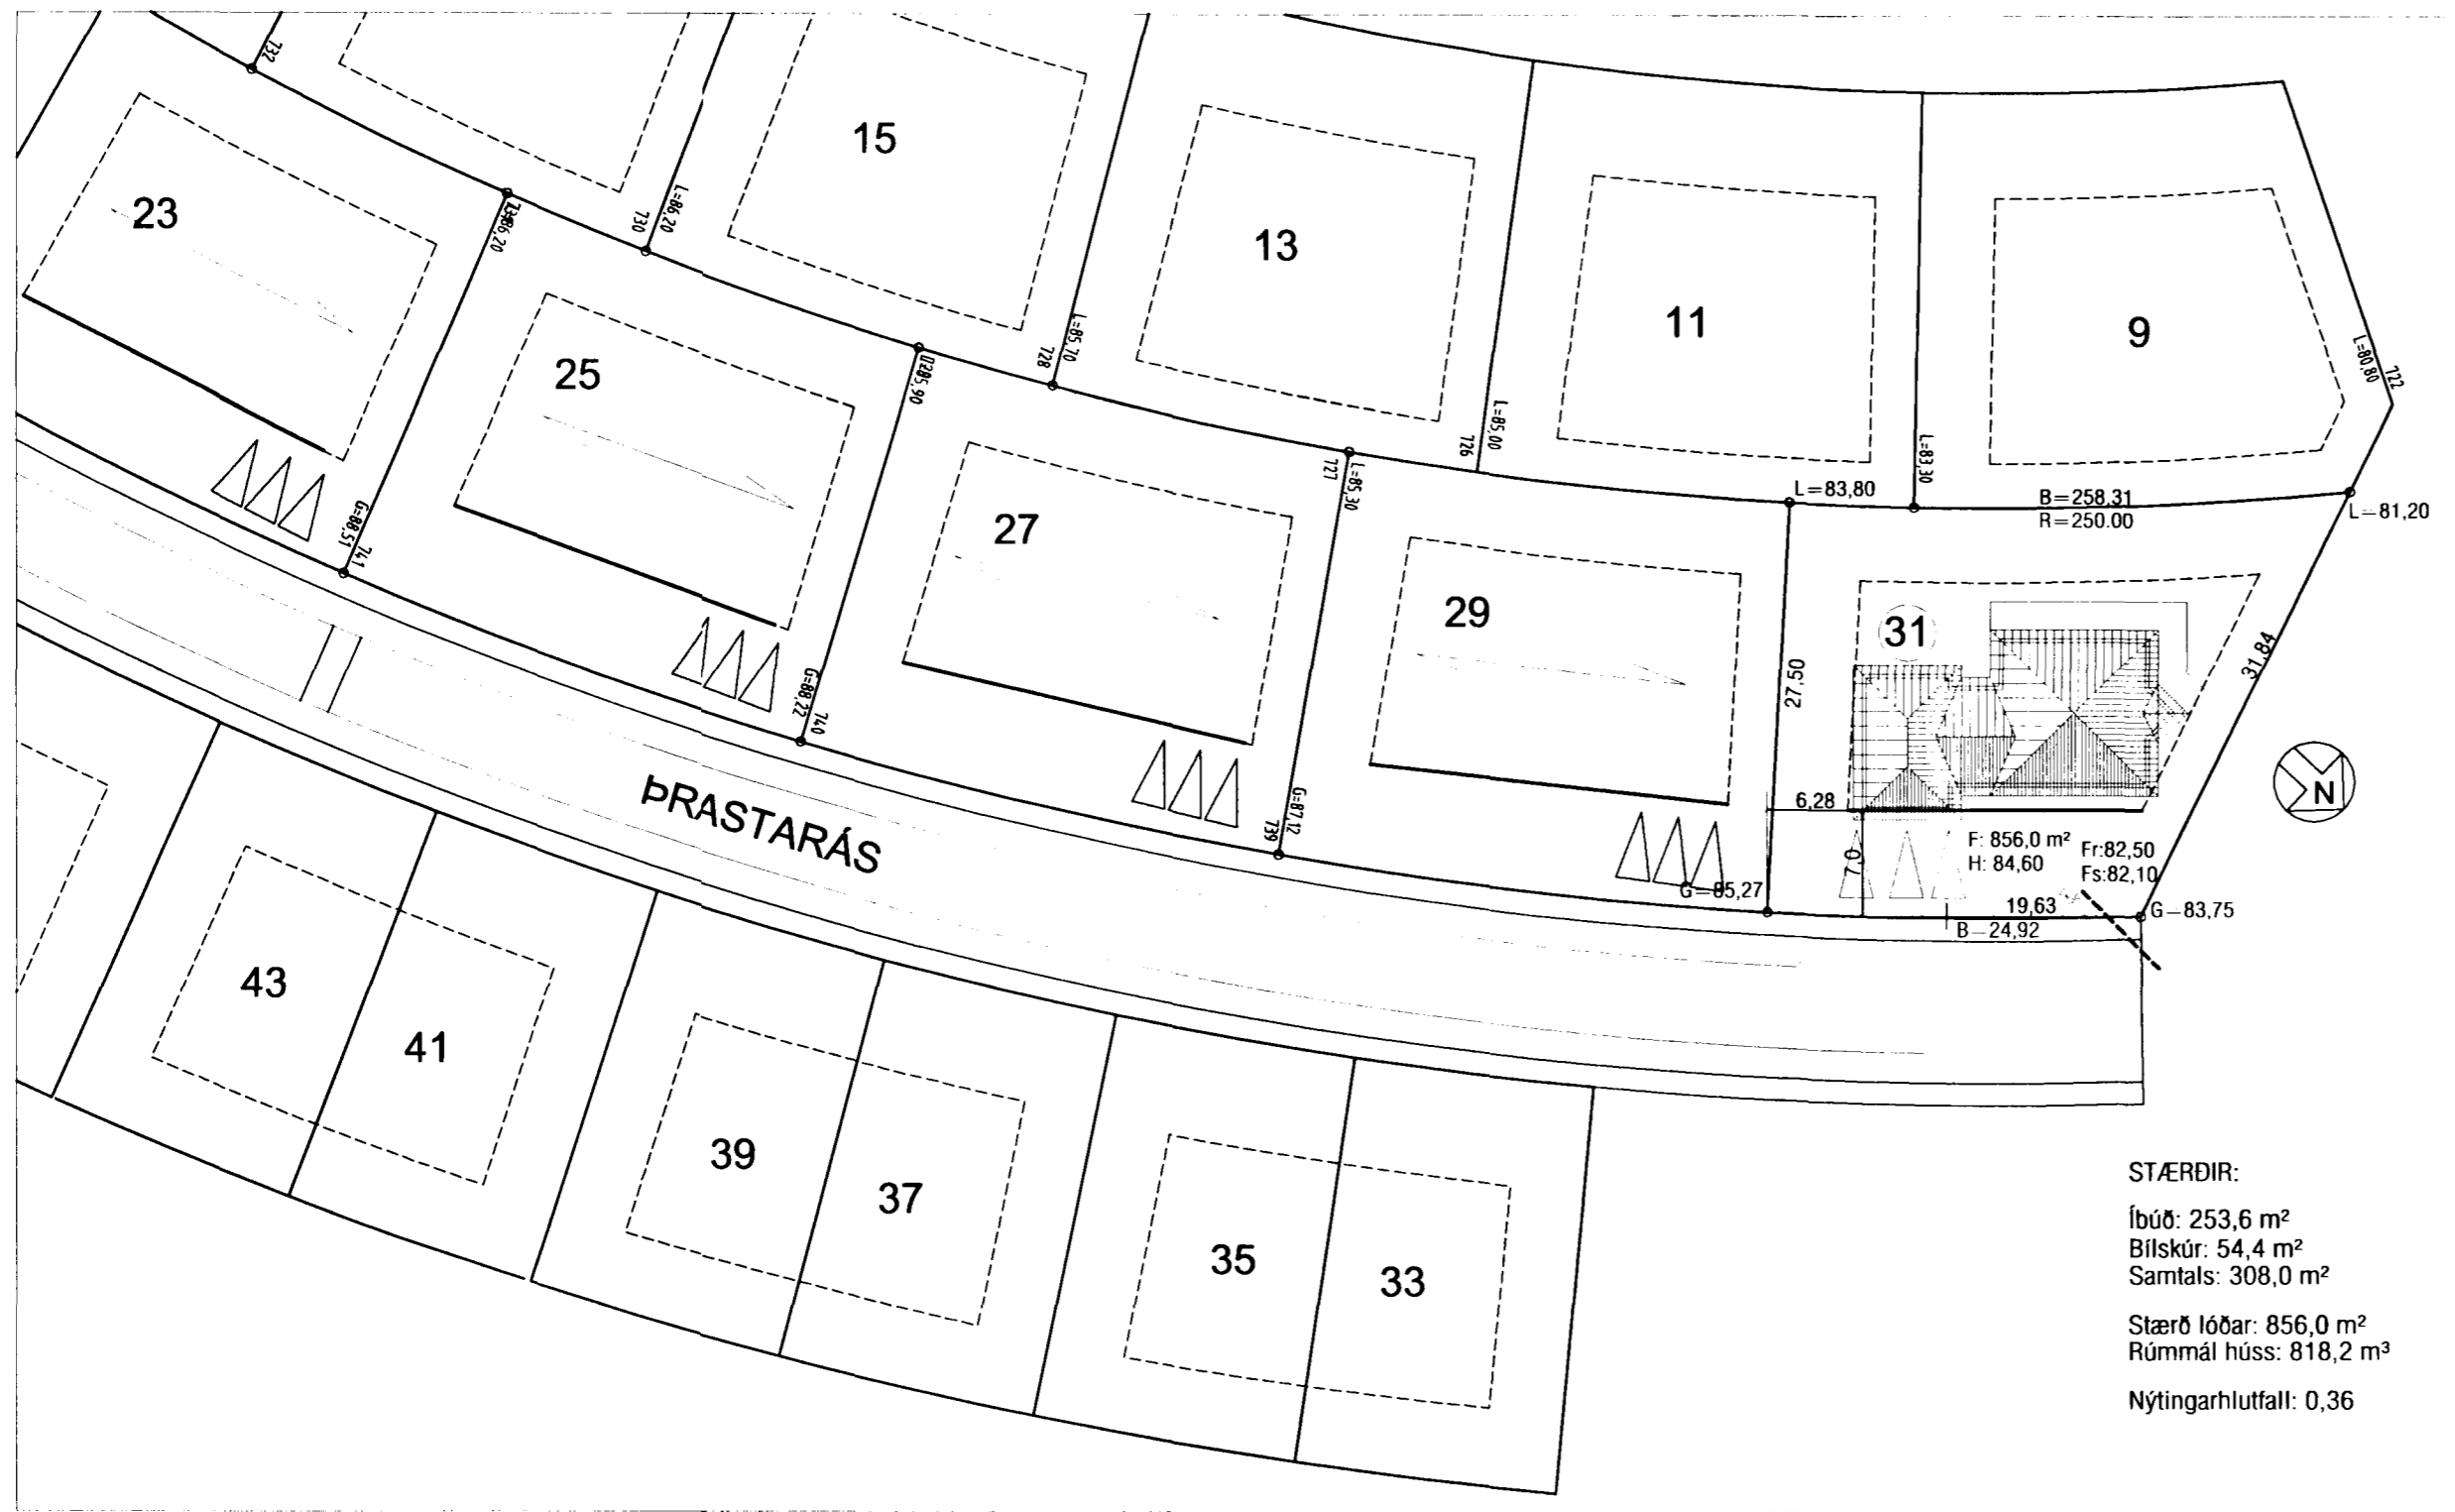 732
15
13
11
9
23
25
27
29
31
L=86,20
730
L=85,70
728
L=85,00
726
L=83,30
L=80,80
722
L=85,30
727
L=83,80
B=258.31
R=250.00
L=81,20
27,50
31,84
G=88,51
741
G=88,22
740
G=87,12
739
6,28
7,0
F: 856,0 m²
H: 84,60
Fr:82,50
Fs:82,10
G=85,27
19,63
B=24,92
G=83,75
N
ÞRASTARÁS
43
41
39
37
35
33
STÆRÐIR:
Íbúð: 253,6 m²
Bílskúr: 54,4 m²
Samtals: 308,0 m²
Stærð lóðar: 856,0 m²
Rúmmál húss: 818,2 m³
Nýtingarhlutfall: 0,36